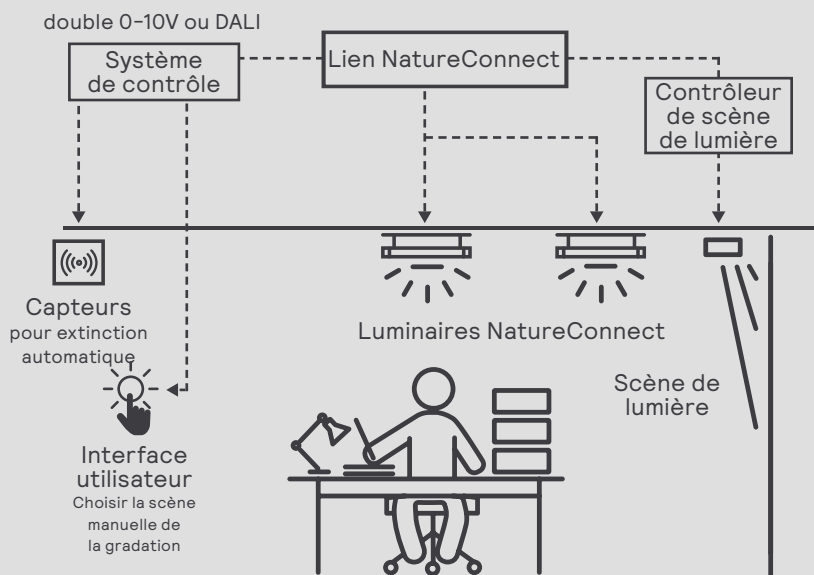 double 0-10V ou DALI
Système
de contrôle
Lien NatureConnect
Contrôleur
de scène
de lumière
Capteurs
pour extinction
automatique
Luminaires NatureConnect
Scène de
lumière
Interface
utilisateur
Choisir la scène
manuelle de
la gradation